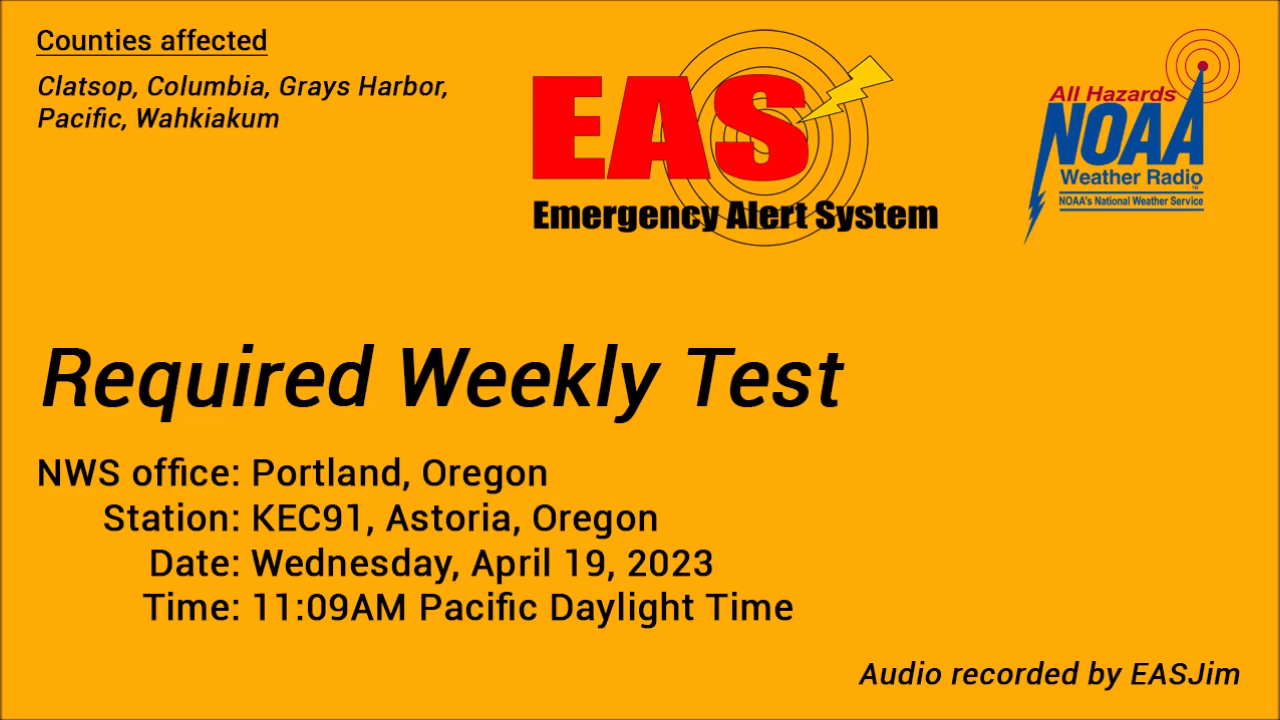 Counties affected
Clatsop, Columbia, Grays Harbor,
Pacific, Wahkiakum
EAS
Emergency Alert System
All Hazards
NOAA
Weather Radio
TM
NOAA's National Weather Service
Required Weekly Test
NWS office: Portland, Oregon
Station: KEC91, Astoria, Oregon
Date: Wednesday, April 19, 2023
Time: 11:09AM Pacific Daylight Time
Audio recorded by EASJim